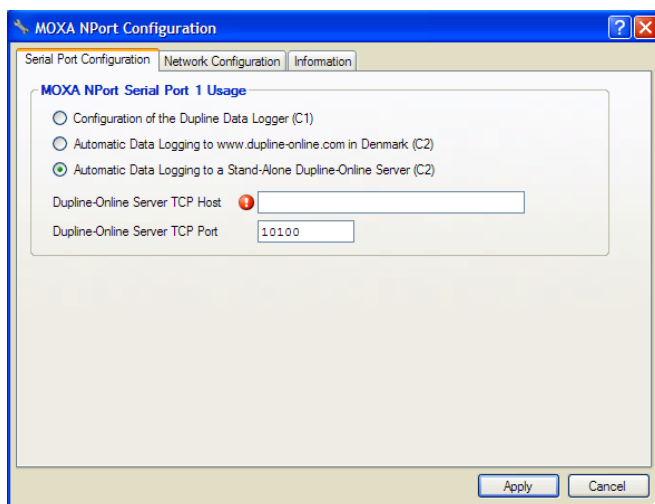 MOXA NPort Configuration
Serial Port Configuration Network Configuration Information
MOXA NPort Serial Port 1 Usage
Configuration of the Dupline Data Logger (C1)
Automatic Data Logging to www.dupline-online.com in Denmark (C2)
Automatic Data Logging to a Stand-Alone Dupline-Online Server (C2)
Dupline-Online Server TCP Host
Dupline-Online Server TCP Port 10100
Apply Cancel